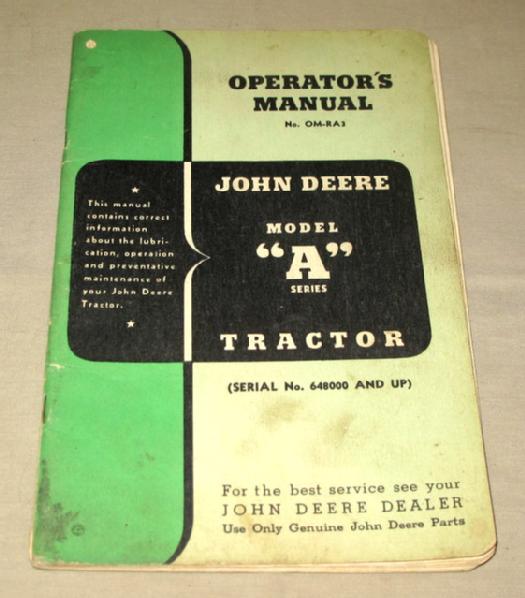 OPERATOR'S
MANUAL
No. OM-RA3
★
This manual
contains correct
information
about the lubri-
cation, operation
and preventative
maintenance of
your John Deere
Tractor.
★
JOHN DEERE
MODEL
"A"
SERIES
TRACTOR
(SERIAL No. 648000 AND UP)
For the best service see your
JOHN DEERE DEALER
Use Only Genuine John Deere Parts